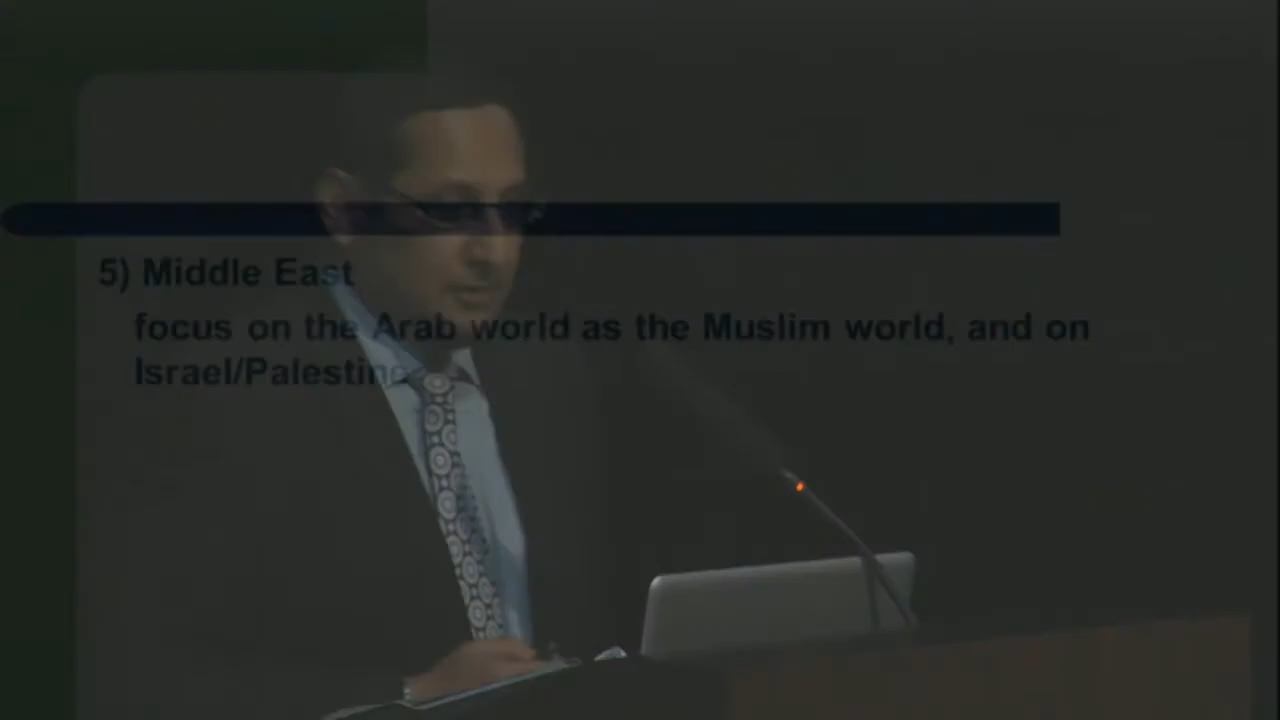 5) Middle East
focus on the Arab world as the Muslim world, and on
Israel/Palestine